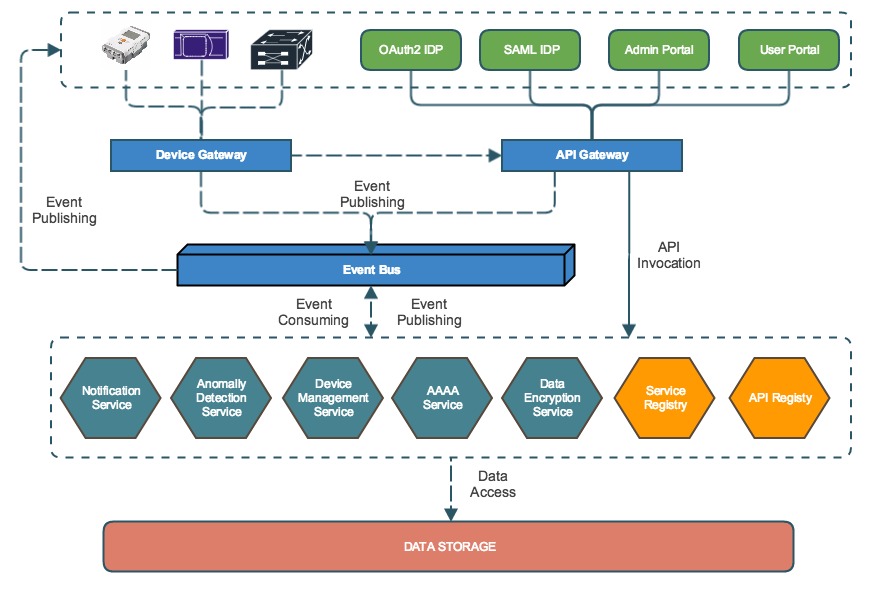 OAuth2 IDP
SAML IDP
Admin Portal
User Portal
Device Gateway
API Gateway
Event
Publishing
Event
Publishing
API
Invocation
Event Bus
Event
Consuming
Event
Publishing
Notification
Service
Anomally
Detection
Service
Device
Management
Service
AAAA
Service
Data
Encryption
Service
Service
Registry
API Registy
Data
Access
DATA STORAGE